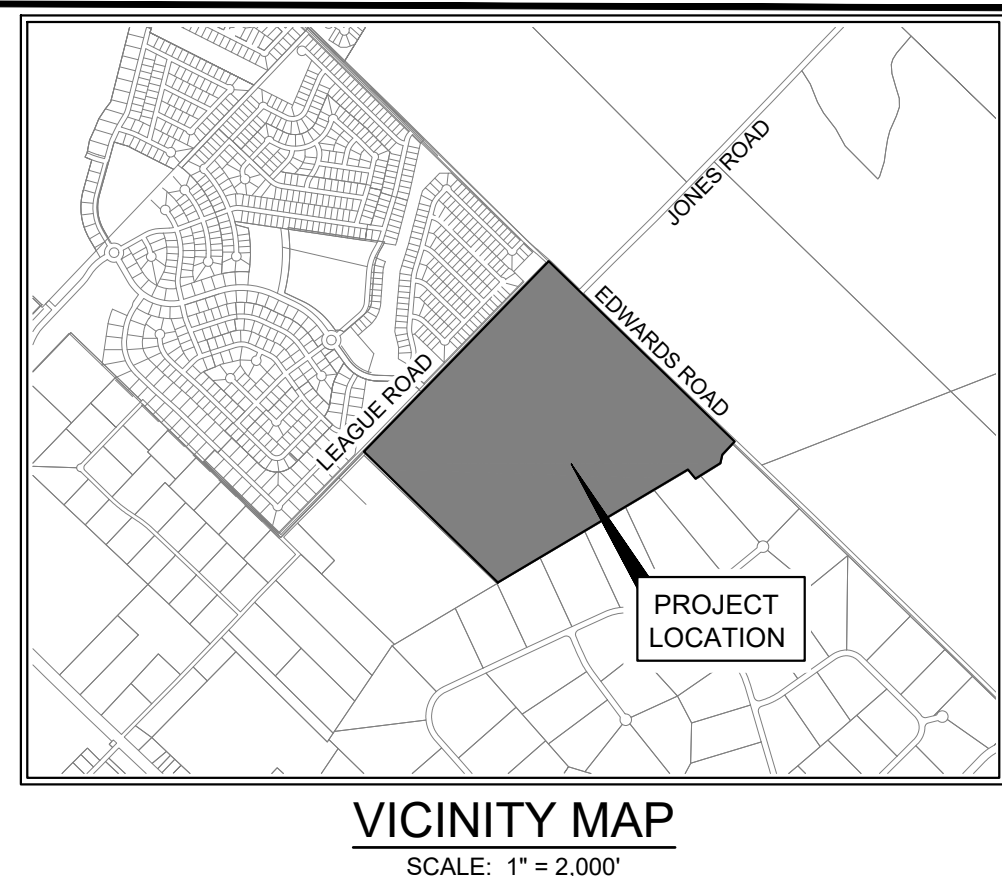 JONES ROAD
EDWARDS ROAD
LEAGUE ROAD
PROJECT
LOCATION
VICINITY MAP
SCALE: 1" = 2,000'